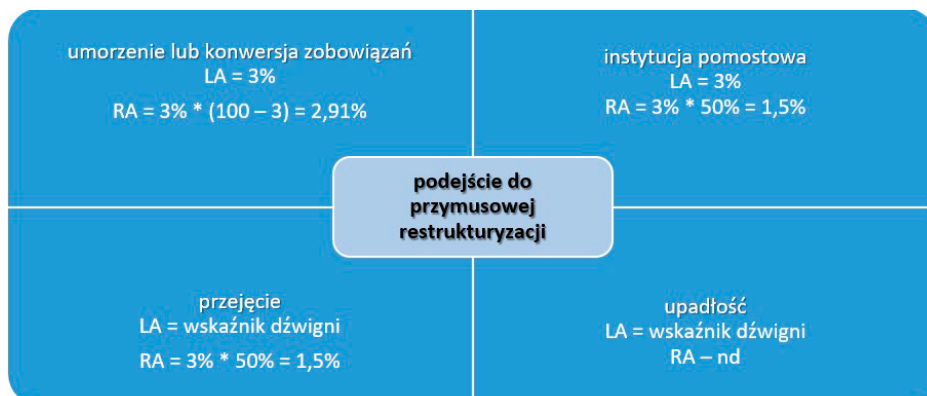 umorzenie lub konwersja zobowiązań
LA = 3%
RA = 3% * (100 – 3) = 2,91%
instytucja pomostowa
LA = 3%
RA = 3% * 50% = 1,5%
podejście do
przymusowej
restrukturyzacji
przejęcie
LA = wskaźnik dźwigni
RA = 3% * 50% = 1,5%
upadłość
LA = wskaźnik dźwigni
RA – nd